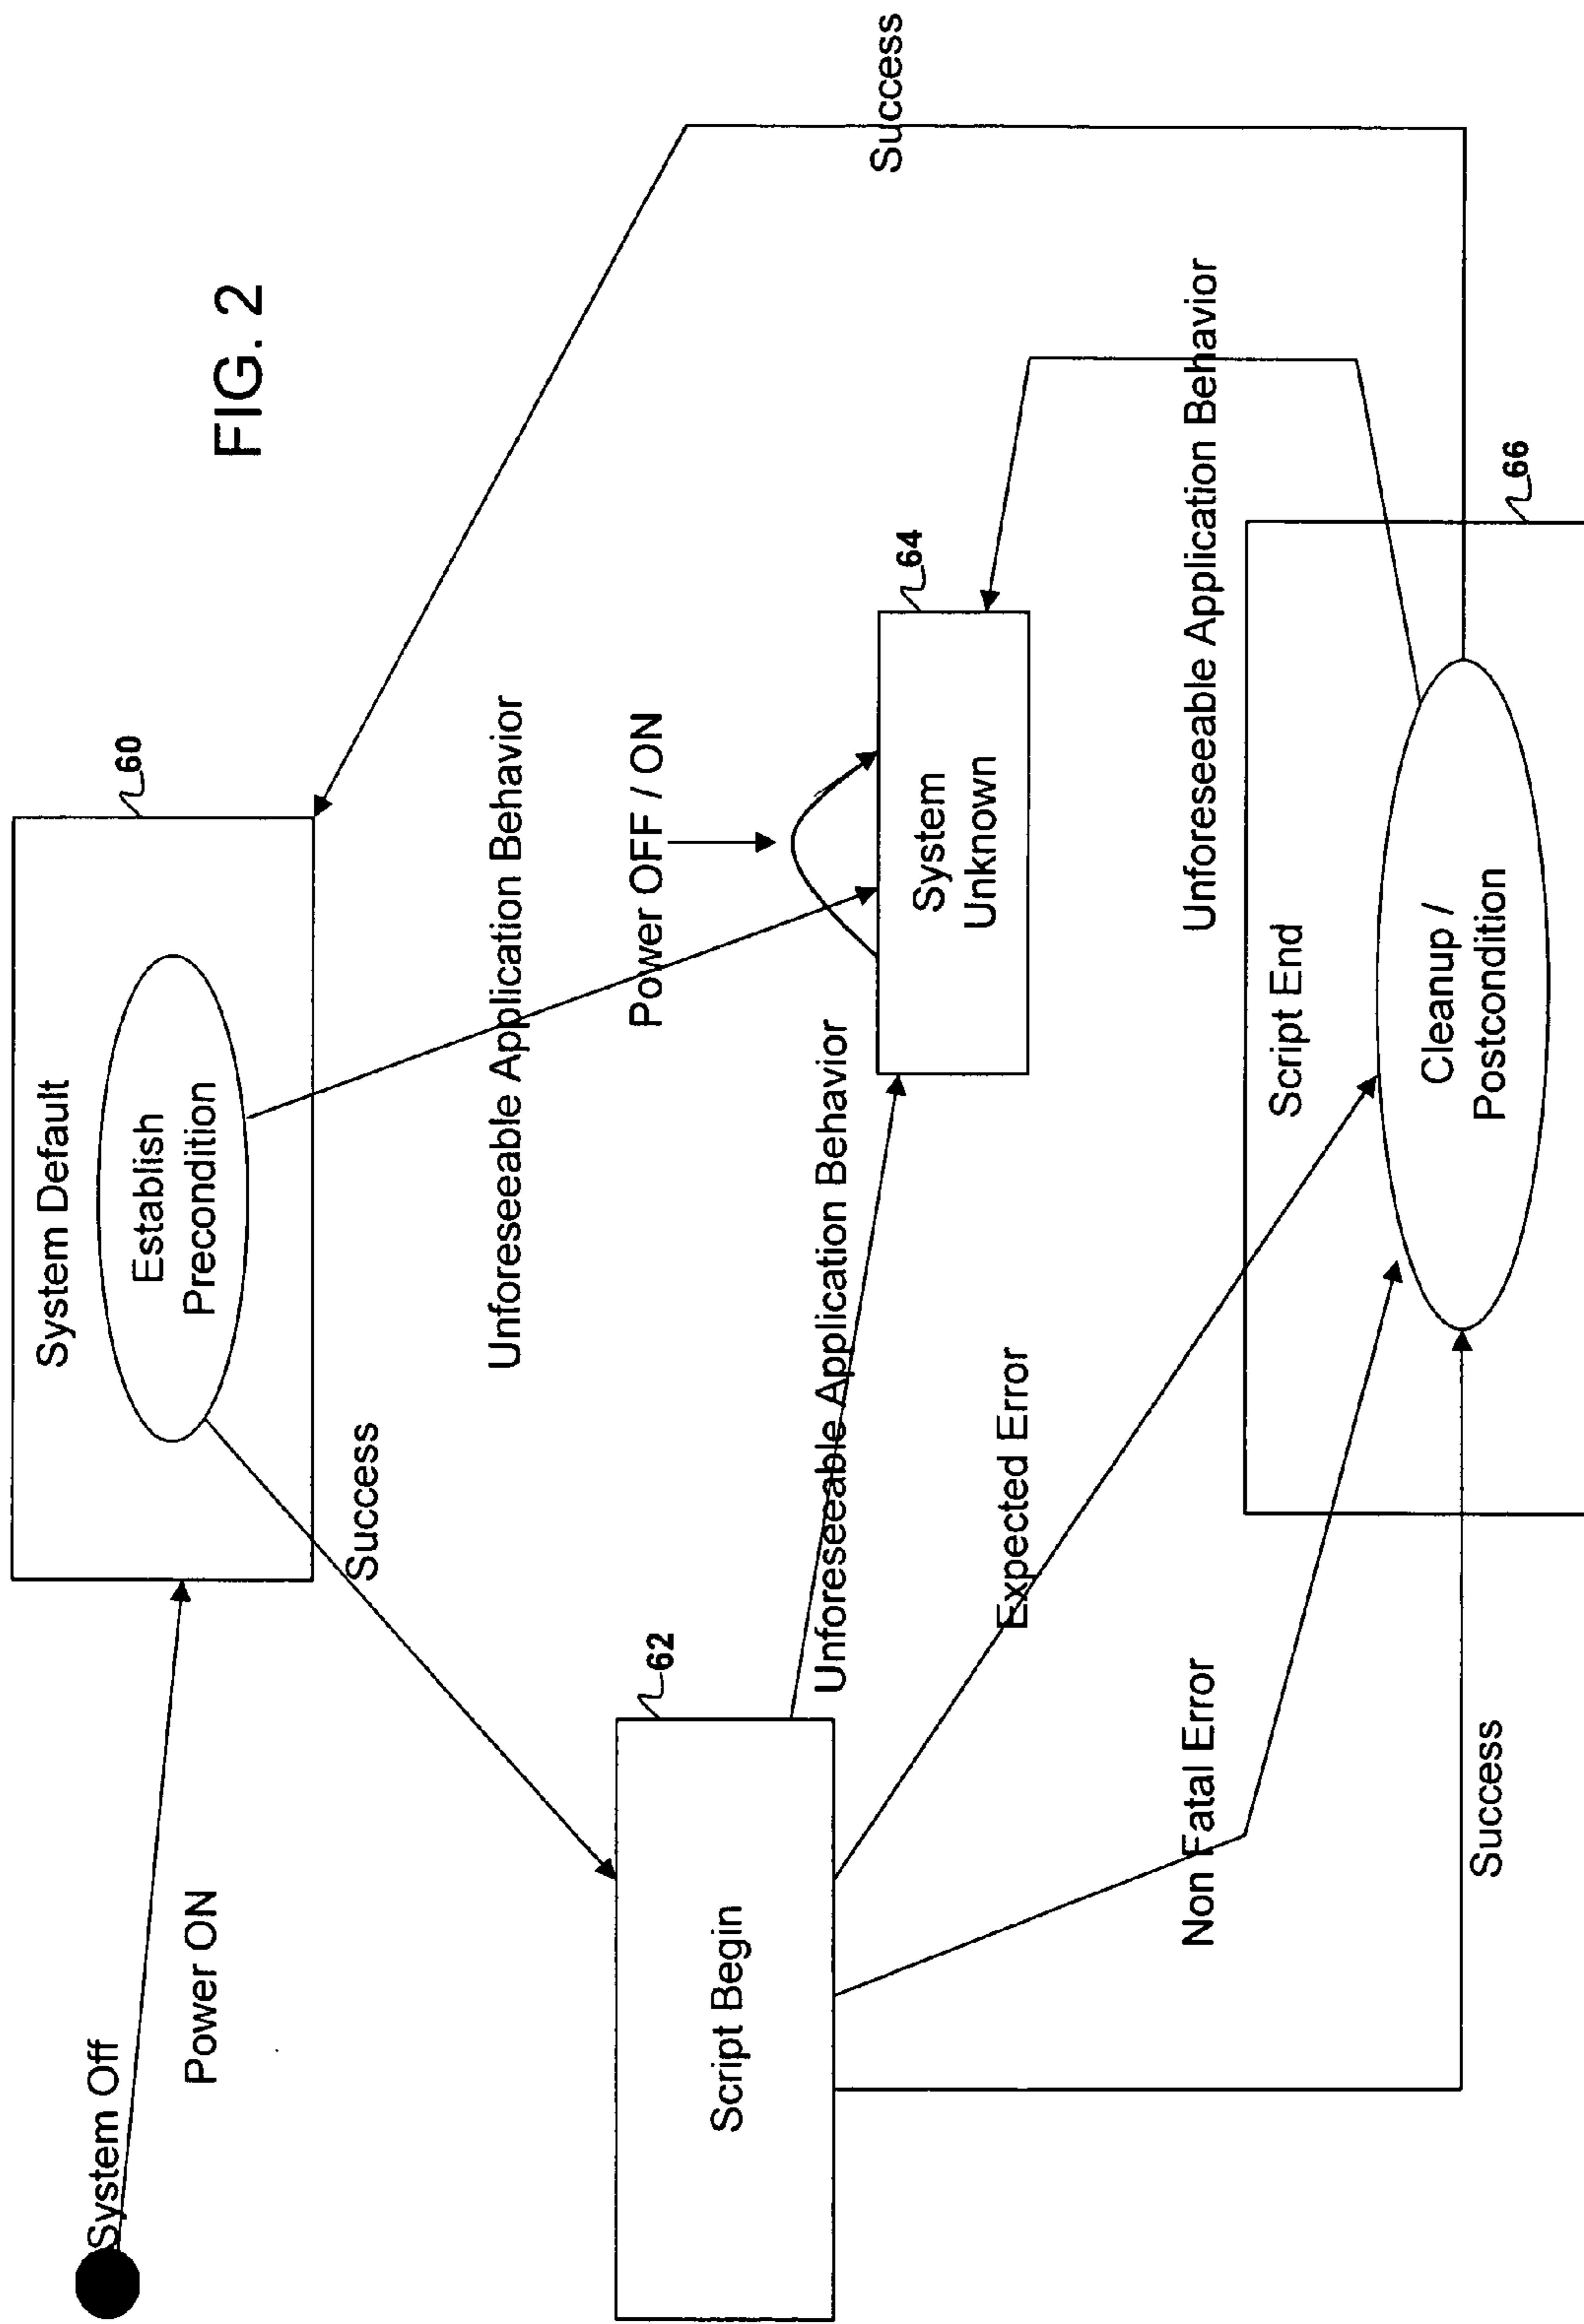 FIG. 2
System Off
Power ON
System Default
60
Establish
Precondition
Success
Unforeseeable Application Behavior
Power OFF / ON
Success
62
Script Begin
Unforeseeable Application Behavior
64
System
Unknown
Expected Error
Non Fatal Error
Unforeseeable Application Behavior
Success
Script End
66
Cleanup /
Postcondition